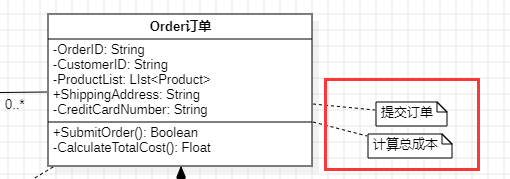 Order订单
-OrderID: String
-CustomerID: String
-ProductList: LIst<Product>
+ShippingAddress: String
-CreditCardNumber: String
+SubmitOrder(): Boolean
-CalculateTotalCost(): Float
0..*
提交订单
计算总成本